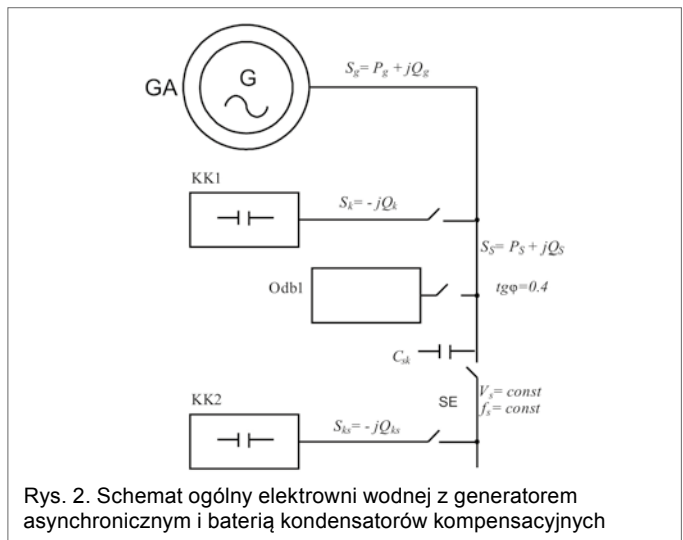 S_g= P_g + jQ_g
G
GA
KK1
S_k= - jQ_k
S_S= P_S + jQ_S
Odb1
tgφ=0.4
C_sk
V_s= const
SE
f_s= const
KK2
S_ks= - jQ_ks
Rys. 2. Schemat ogólny elektrowni wodnej z generatorem
asynchronicznym i baterią kondensatorów kompensacyjnych